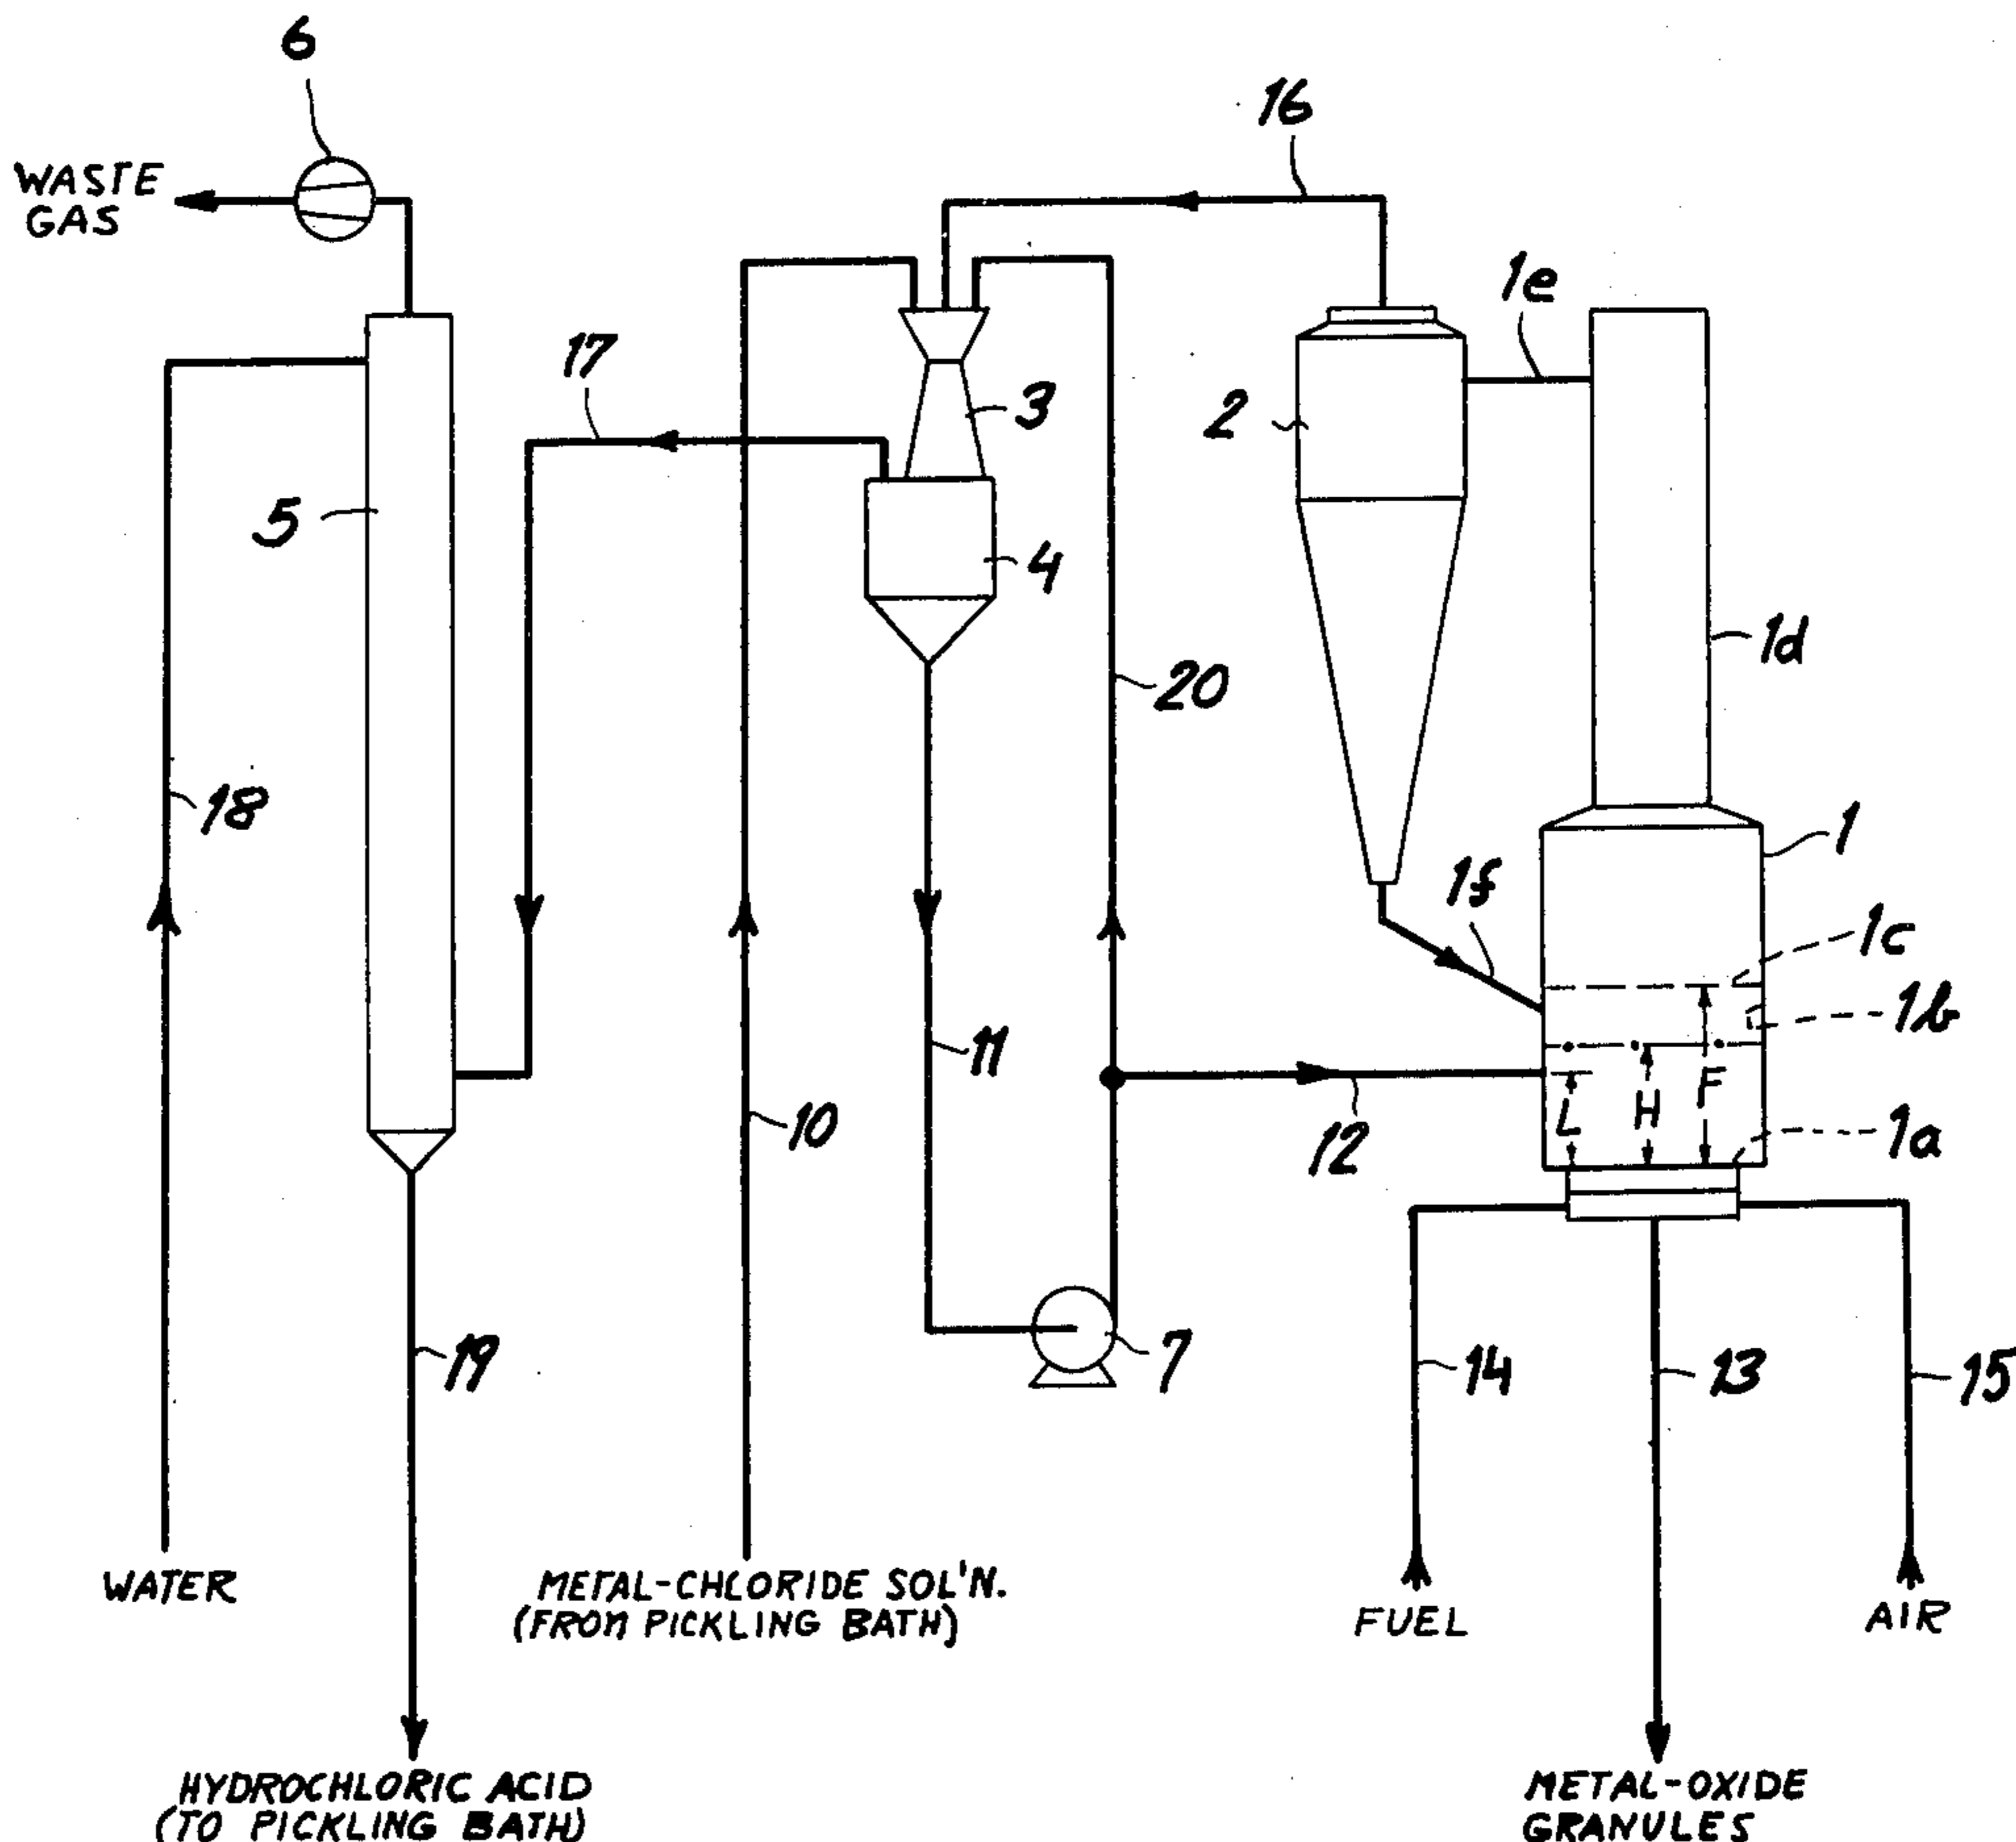 6
16
WASTE
GAS
1e
17
3
2
5
4
1d
20
18
1
1f
1c
1b
11
L
H
F
10
12
1a
19
7
14
13
15
WATER
METAL-CHLORIDE SOL'N.
(FROM PICKLING BATH)
FUEL
AIR
HYDROCHLORIC ACID
(TO PICKLING BATH)
METAL-OXIDE
GRANULES